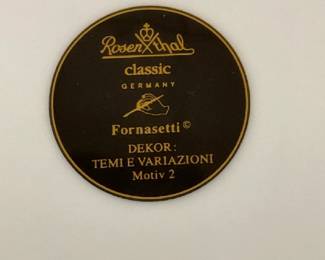 Rosenthal
classic
GERMANY
Fornasetti©
DEKOR:
TEMI E VARIAZIONI
Motiv 2